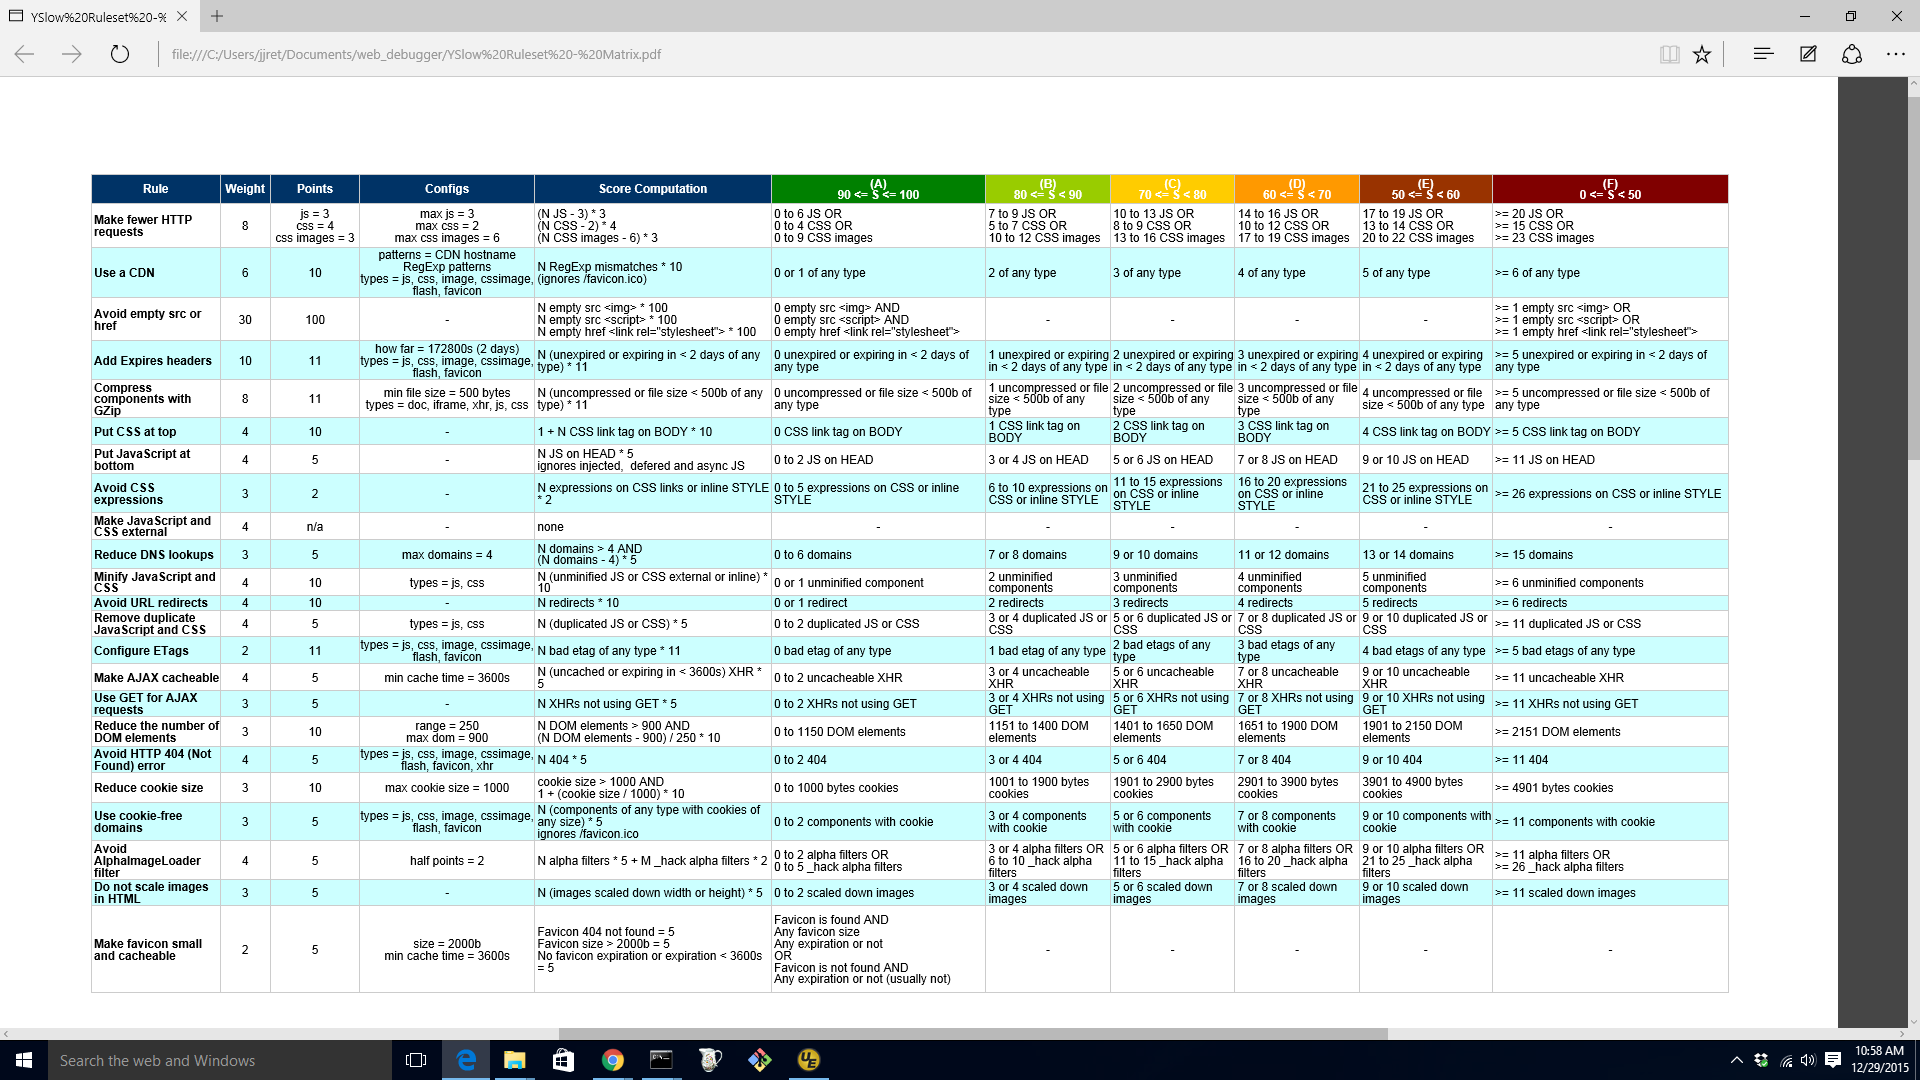 YSlow%20Ruleset%20-%
file:///C:/Users/jjret/Documents/web_debugger/YSlow%20Ruleset%20-%20Matrix.pdf
Rule Weight Points Configs Score Computation (A) 90 <= S <= 100 (B) 80 <= S < 90 (C) 70 <= S < 80 (D) 60 <= S < 70 (E) 50 <= S < 60 (F) 0 <= S < 50
Make fewer HTTP requests 8 js = 3 css = 4 css images = 3 max js = 3 max css = 2 max css images = 6 (N JS - 3) * 3 (N CSS - 2) * 4 (N CSS images - 6) * 3 0 to 6 JS OR 0 to 4 CSS OR 0 to 9 CSS images 7 to 9 JS OR 5 to 7 CSS OR 10 to 12 CSS images 10 to 13 JS OR 8 to 9 CSS OR 13 to 16 CSS images 14 to 16 JS OR 10 to 12 CSS OR 17 to 19 CSS images 17 to 19 JS OR 13 to 14 CSS OR 20 to 22 CSS images >= 20 JS OR >= 15 CSS OR >= 23 CSS images
Use a CDN 6 10 patterns = CDN hostname RegExp patterns types = js, css, image, cssimage, flash, favicon N RegExp mismatches * 10 (ignores /favicon.ico) 0 or 1 of any type 2 of any type 3 of any type 4 of any type 5 of any type >= 6 of any type
Avoid empty src or href 30 100 - N empty src <img> * 100 N empty src <script> * 100 N empty href <link rel="stylesheet"> * 100 0 empty src <img> AND 0 empty src <script> AND 0 empty href <link rel="stylesheet"> - - - - >= 1 empty src <img> OR >= 1 empty src <script> OR >= 1 empty href <link rel="stylesheet">
Add Expires headers 10 11 how far = 172800s (2 days) types = js, css, image, cssimage, flash, favicon N (unexpired or expiring in < 2 days of any type) * 11 0 unexpired or expiring in < 2 days of any type 1 unexpired or expiring in < 2 days of any type 2 unexpired or expiring in < 2 days of any type 3 unexpired or expiring in < 2 days of any type 4 unexpired or expiring in < 2 days of any type >= 5 unexpired or expiring in < 2 days of any type
Compress components with GZip 8 11 min file size = 500 bytes types = doc, iframe, xhr, js, css N (uncompressed or file size < 500b of any type) * 11 0 uncompressed or file size < 500b of any type 1 uncompressed or file size < 500b of any type 2 uncompressed or file size < 500b of any type 3 uncompressed or file size < 500b of any type 4 uncompressed or file size < 500b of any type >= 5 uncompressed or file size < 500b of any type
Put CSS at top 4 10 - 1 + N CSS link tag on BODY * 10 0 CSS link tag on BODY 1 CSS link tag on BODY 2 CSS link tag on BODY 3 CSS link tag on BODY 4 CSS link tag on BODY >= 5 CSS link tag on BODY
Put JavaScript at bottom 4 5 - N JS on HEAD * 5 ignores injected, defered and async JS 0 to 2 JS on HEAD 3 or 4 JS on HEAD 5 or 6 JS on HEAD 7 or 8 JS on HEAD 9 or 10 JS on HEAD >= 11 JS on HEAD
Avoid CSS expressions 3 2 - N expressions on CSS links or inline STYLE * 2 0 to 5 expressions on CSS or inline STYLE 6 to 10 expressions on CSS or inline STYLE 11 to 15 expressions on CSS or inline STYLE 16 to 20 expressions on CSS or inline STYLE 21 to 25 expressions on CSS or inline STYLE >= 26 expressions on CSS or inline STYLE
Make JavaScript and CSS external 4 n/a - none - - - - - -
Reduce DNS lookups 3 5 max domains = 4 N domains > 4 AND (N domains - 4) * 5 0 to 6 domains 7 or 8 domains 9 or 10 domains 11 or 12 domains 13 or 14 domains >= 15 domains
Minify JavaScript and CSS 4 10 types = js, css N (unminified JS or CSS external or inline) * 10 0 or 1 unminified component 2 unminified components 3 unminified components 4 unminified components 5 unminified components >= 6 unminified components
Avoid URL redirects 4 10 - N redirects * 10 0 or 1 redirect 2 redirects 3 redirects 4 redirects 5 redirects >= 6 redirects
Remove duplicate JavaScript and CSS 4 5 types = js, css N (duplicated JS or CSS) * 5 0 to 2 duplicated JS or CSS 3 or 4 duplicated JS or CSS 5 or 6 duplicated JS or CSS 7 or 8 duplicated JS or CSS 9 or 10 duplicated JS or CSS >= 11 duplicated JS or CSS
Configure ETags 2 11 types = js, css, image, cssimage, flash, favicon N bad etag of any type * 11 0 bad etag of any type 1 bad etag of any type 2 bad etags of any type 3 bad etags of any type 4 bad etags of any type >= 5 bad etags of any type
Make AJAX cacheable 4 5 min cache time = 3600s N (uncached or expiring in < 3600s) XHR * 5 0 to 2 uncacheable XHR 3 or 4 uncacheable XHR 5 or 6 uncacheable XHR 7 or 8 uncacheable XHR 9 or 10 uncacheable XHR >= 11 uncacheable XHR
Use GET for AJAX requests 3 5 - N XHRs not using GET * 5 0 to 2 XHRs not using GET 3 or 4 XHRs not using GET 5 or 6 XHRs not using GET 7 or 8 XHRs not using GET 9 or 10 XHRs not using GET >= 11 XHRs not using GET
Reduce the number of DOM elements 3 10 range = 250 max dom = 900 N DOM elements > 900 AND (N DOM elements - 900) / 250 * 10 0 to 1150 DOM elements 1151 to 1400 DOM elements 1401 to 1650 DOM elements 1651 to 1900 DOM elements 1901 to 2150 DOM elements >= 2151 DOM elements
Avoid HTTP 404 (Not Found) error 4 5 types = js, css, image, cssimage, flash, favicon, xhr N 404 * 5 0 to 2 404 3 or 4 404 5 or 6 404 7 or 8 404 9 or 10 404 >= 11 404
Reduce cookie size 3 10 max cookie size = 1000 cookie size > 1000 AND 1 + (cookie size / 1000) * 10 0 to 1000 bytes cookies 1001 to 1900 bytes cookies 1901 to 2900 bytes cookies 2901 to 3900 bytes cookies 3901 to 4900 bytes cookies >= 4901 bytes cookies
Use cookie-free domains 3 5 types = js, css, image, cssimage, flash, favicon N (components of any type with cookies of any size) * 5 ignores /favicon.ico 0 to 2 components with cookie 3 or 4 components with cookie 5 or 6 components with cookie 7 or 8 components with cookie 9 or 10 components with cookie >= 11 components with cookie
Avoid AlphaImageLoader filter 4 5 half points = 2 N alpha filters * 5 + M _hack alpha filters * 2 0 to 2 alpha filters OR 0 to 5 _hack alpha filters 3 or 4 alpha filters OR 6 to 10 _hack alpha filters 5 or 6 alpha filters OR 11 to 15 _hack alpha filters 7 or 8 alpha filters OR 16 to 20 _hack alpha filters 9 or 10 alpha filters OR 21 to 25 _hack alpha filters >= 11 alpha filters OR >= 26 _hack alpha filters
Do not scale images in HTML 3 5 - N (images scaled down width or height) * 5 0 to 2 scaled down images 3 or 4 scaled down images 5 or 6 scaled down images 7 or 8 scaled down images 9 or 10 scaled down images >= 11 scaled down images
Make favicon small and cacheable 2 5 size = 2000b min cache time = 3600s Favicon 404 not found = 5 Favicon size > 2000b = 5 No favicon expiration or expiration < 3600s = 5 Favicon is found AND Any favicon size Any expiration or not OR Favicon is not found AND Any expiration or not (usually not) - - - - -
Search the web and Windows
UE
10:58 AM
12/29/2015